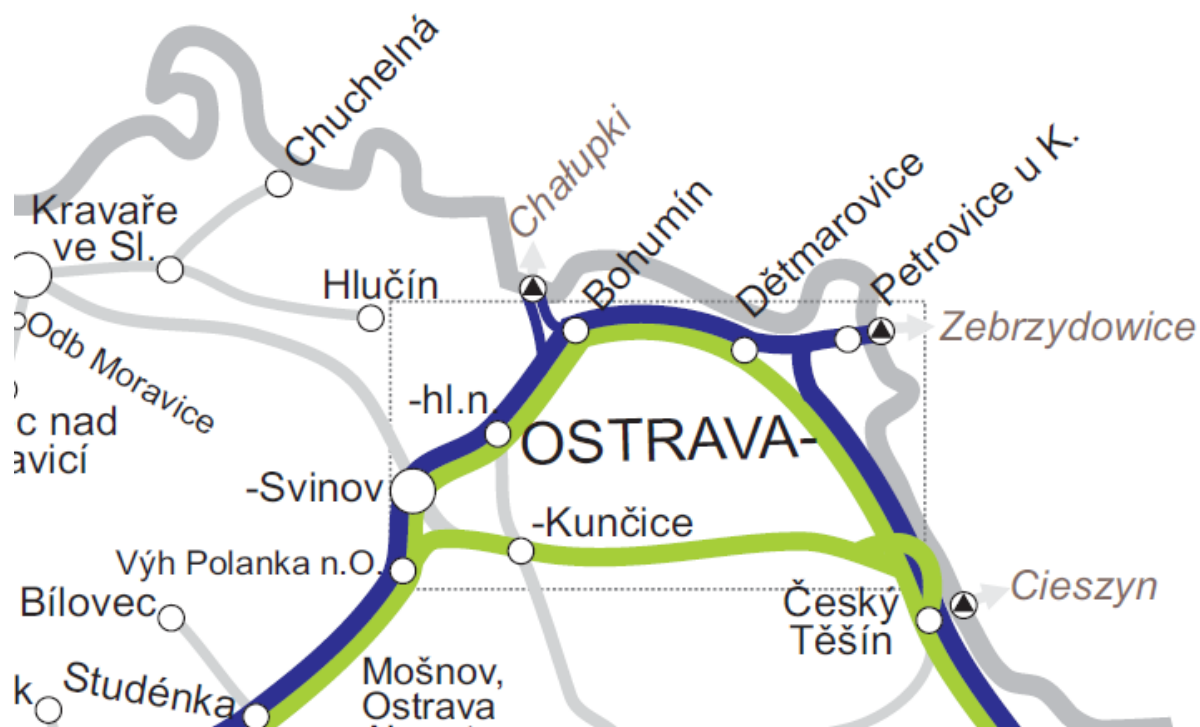 Chuchelná
Chałupki
Kravaře
ve Sl.
Hlučín
Bohumín
Dětmarovice
Petrovice u K.
Zebrzydowice
Odb Moravice
c nad
avicí
-hl.n.
OSTRAVA-
-Svinov
-Kunčice
Výh Polanka n.O.
Bílovec
Český
Těšín
Cieszyn
k
Studénka
Mošnov,
Ostrava